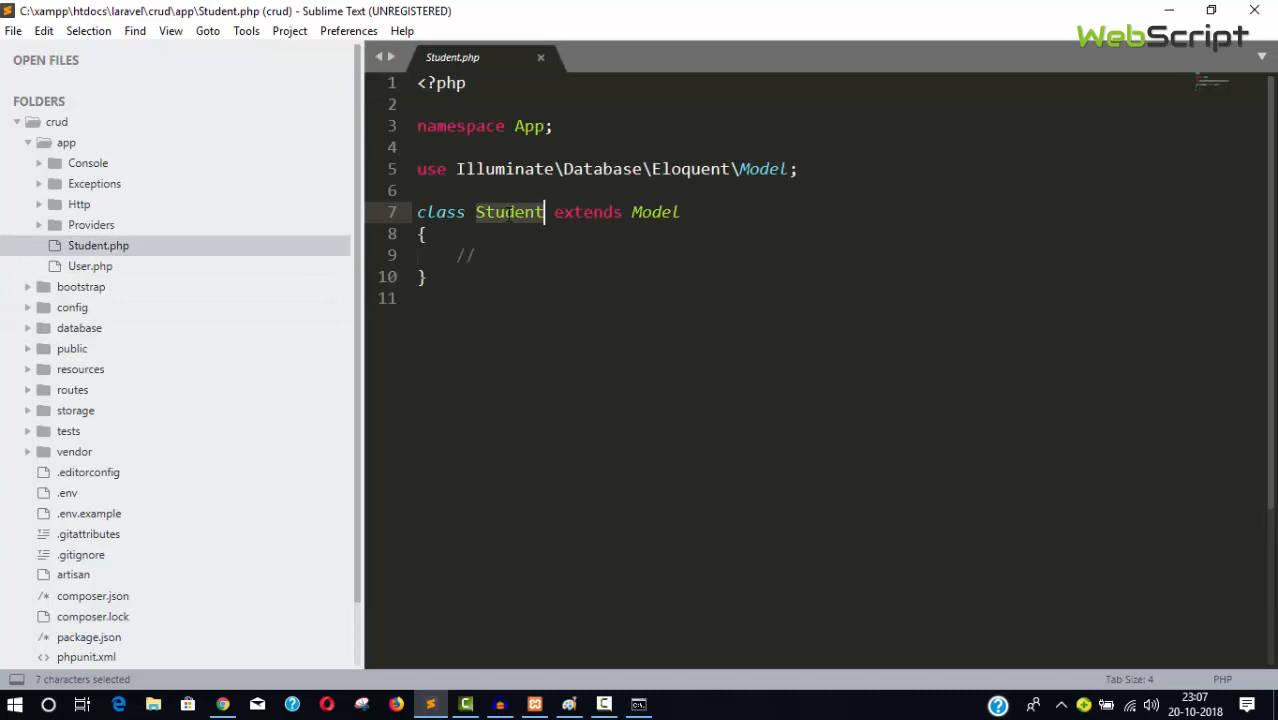 C:\xampp\htdocs\laravel\crud\app\Student.php (crud) - Sublime Text (UNREGISTERED)
File Edit Selection Find View Goto Tools Project Preferences Help
WebScript
OPEN FILES
FOLDERS
crud
app
Console
Exceptions
Http
Providers
Student.php
User.php
bootstrap
config
database
public
resources
routes
storage
tests
vendor
.editorconfig
.env
.env.example
.gitattributes
.gitignore
artisan
/* composer.json
composer.lock
/* package.json
<> phpunit.xml
Student.php
1 <?php
2
3 namespace App;
4
5 use Illuminate\Database\Eloquent\Model;
6
7 class Student extends Model
8 {
9 //
10 }
11
7 characters selected Tab Size: 4 PHP
23:07
20-10-2018